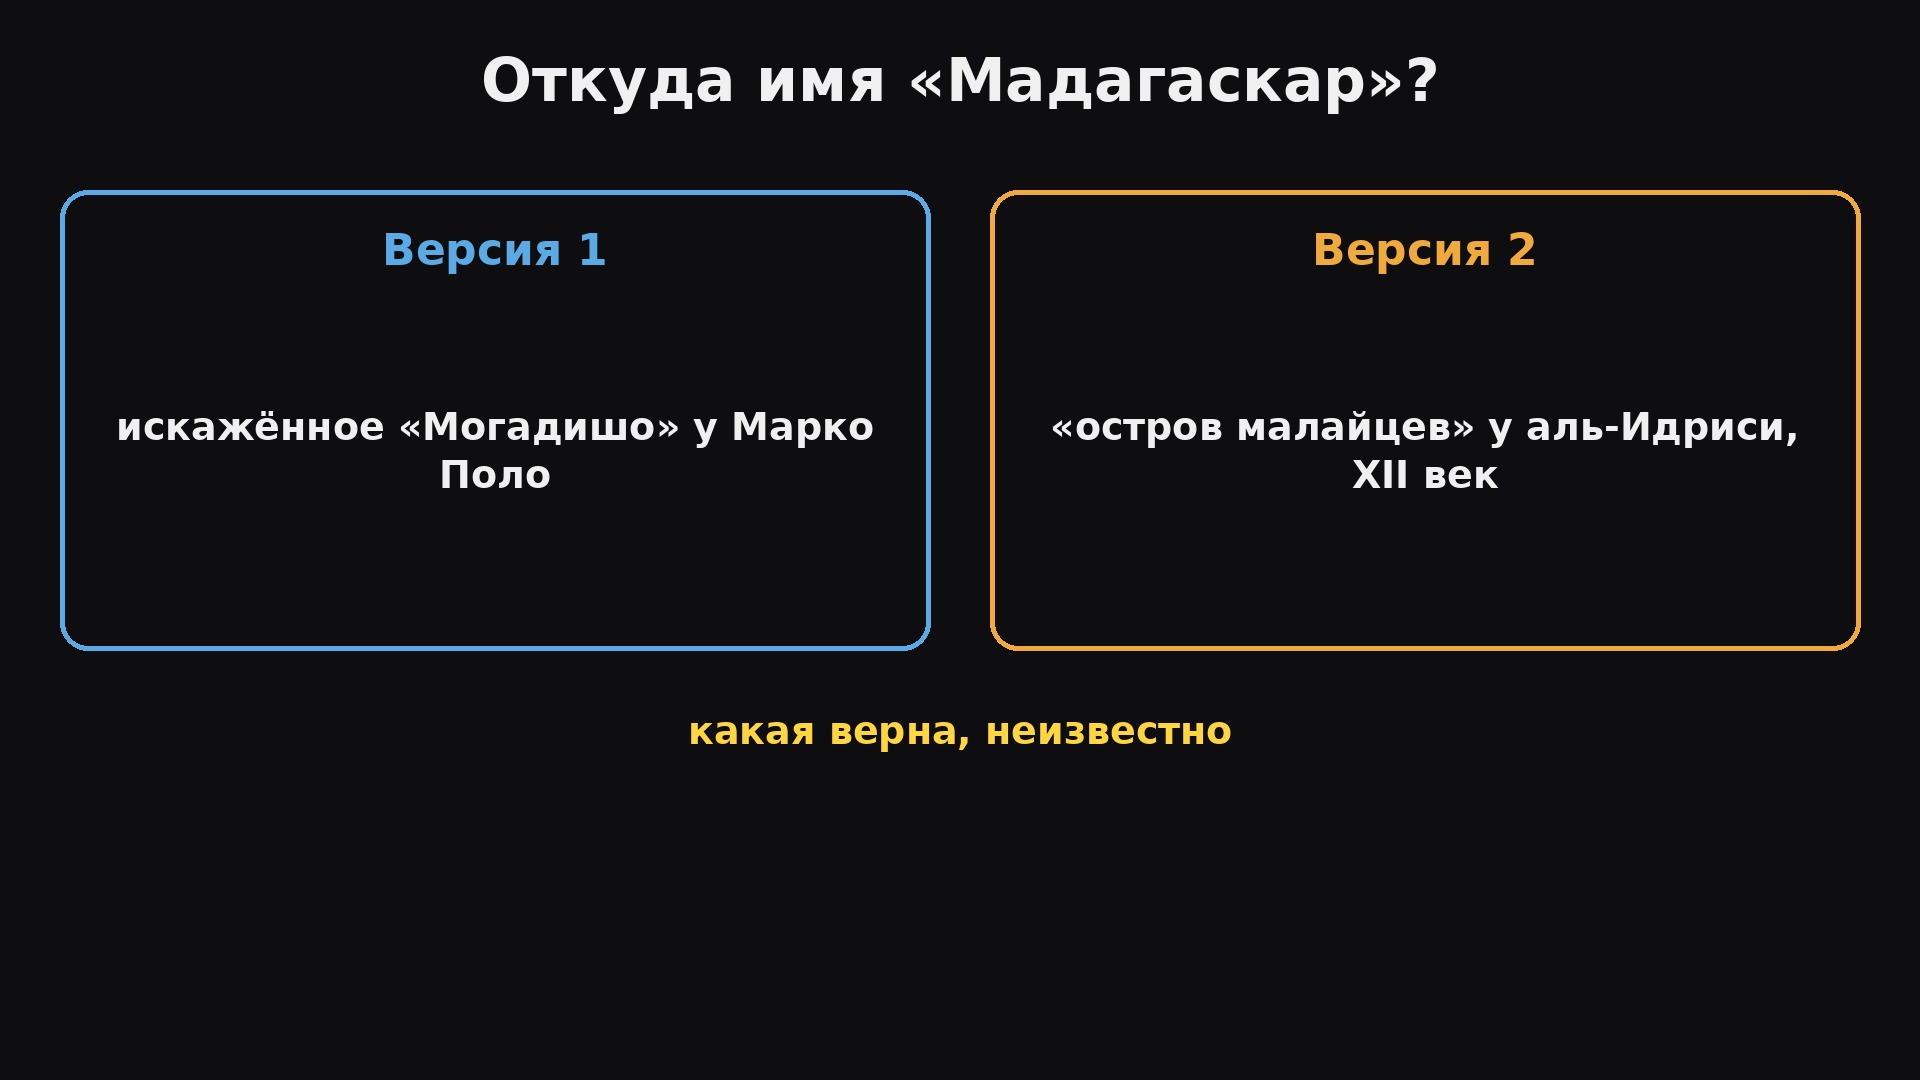 Откуда имя «Мадагаскар»?
Версия 1
искажённое «Могадишо» у Марко
Поло
Версия 2
«остров малайцев» у аль-Идриси,
XII век
какая верна, неизвестно